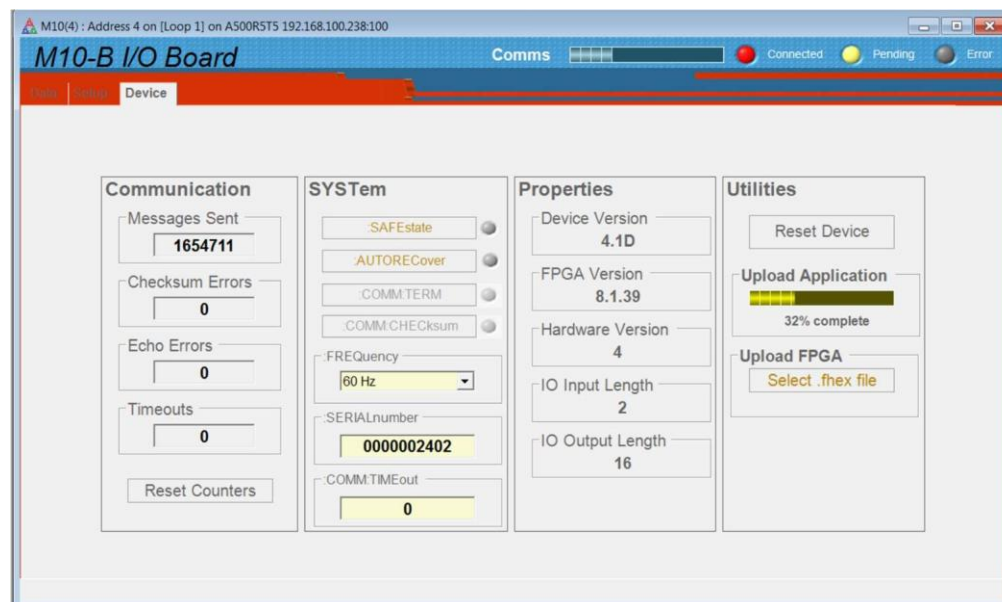 M10(4) : Address 4 on [Loop 1] on A500R5T5 192.168.100.238:100
M10-B I/O Board
Comms
Connected
Pending
Error
Data
Setup
Device
Communication
Messages Sent
1654711
Checksum Errors
0
Echo Errors
0
Timeouts
0
Reset Counters
SYSTem
:SAFEstate
:AUTORECover
:COMM:TERM
:COMM:CHECksum
:FREQuency
60 Hz
:SERIALnumber
0000002402
:COMM:TIMEout
0
Properties
Device Version
4.1D
FPGA Version
8.1.39
Hardware Version
4
IO Input Length
2
IO Output Length
16
Utilities
Reset Device
Upload Application
32% complete
Upload FPGA
Select .fhex file